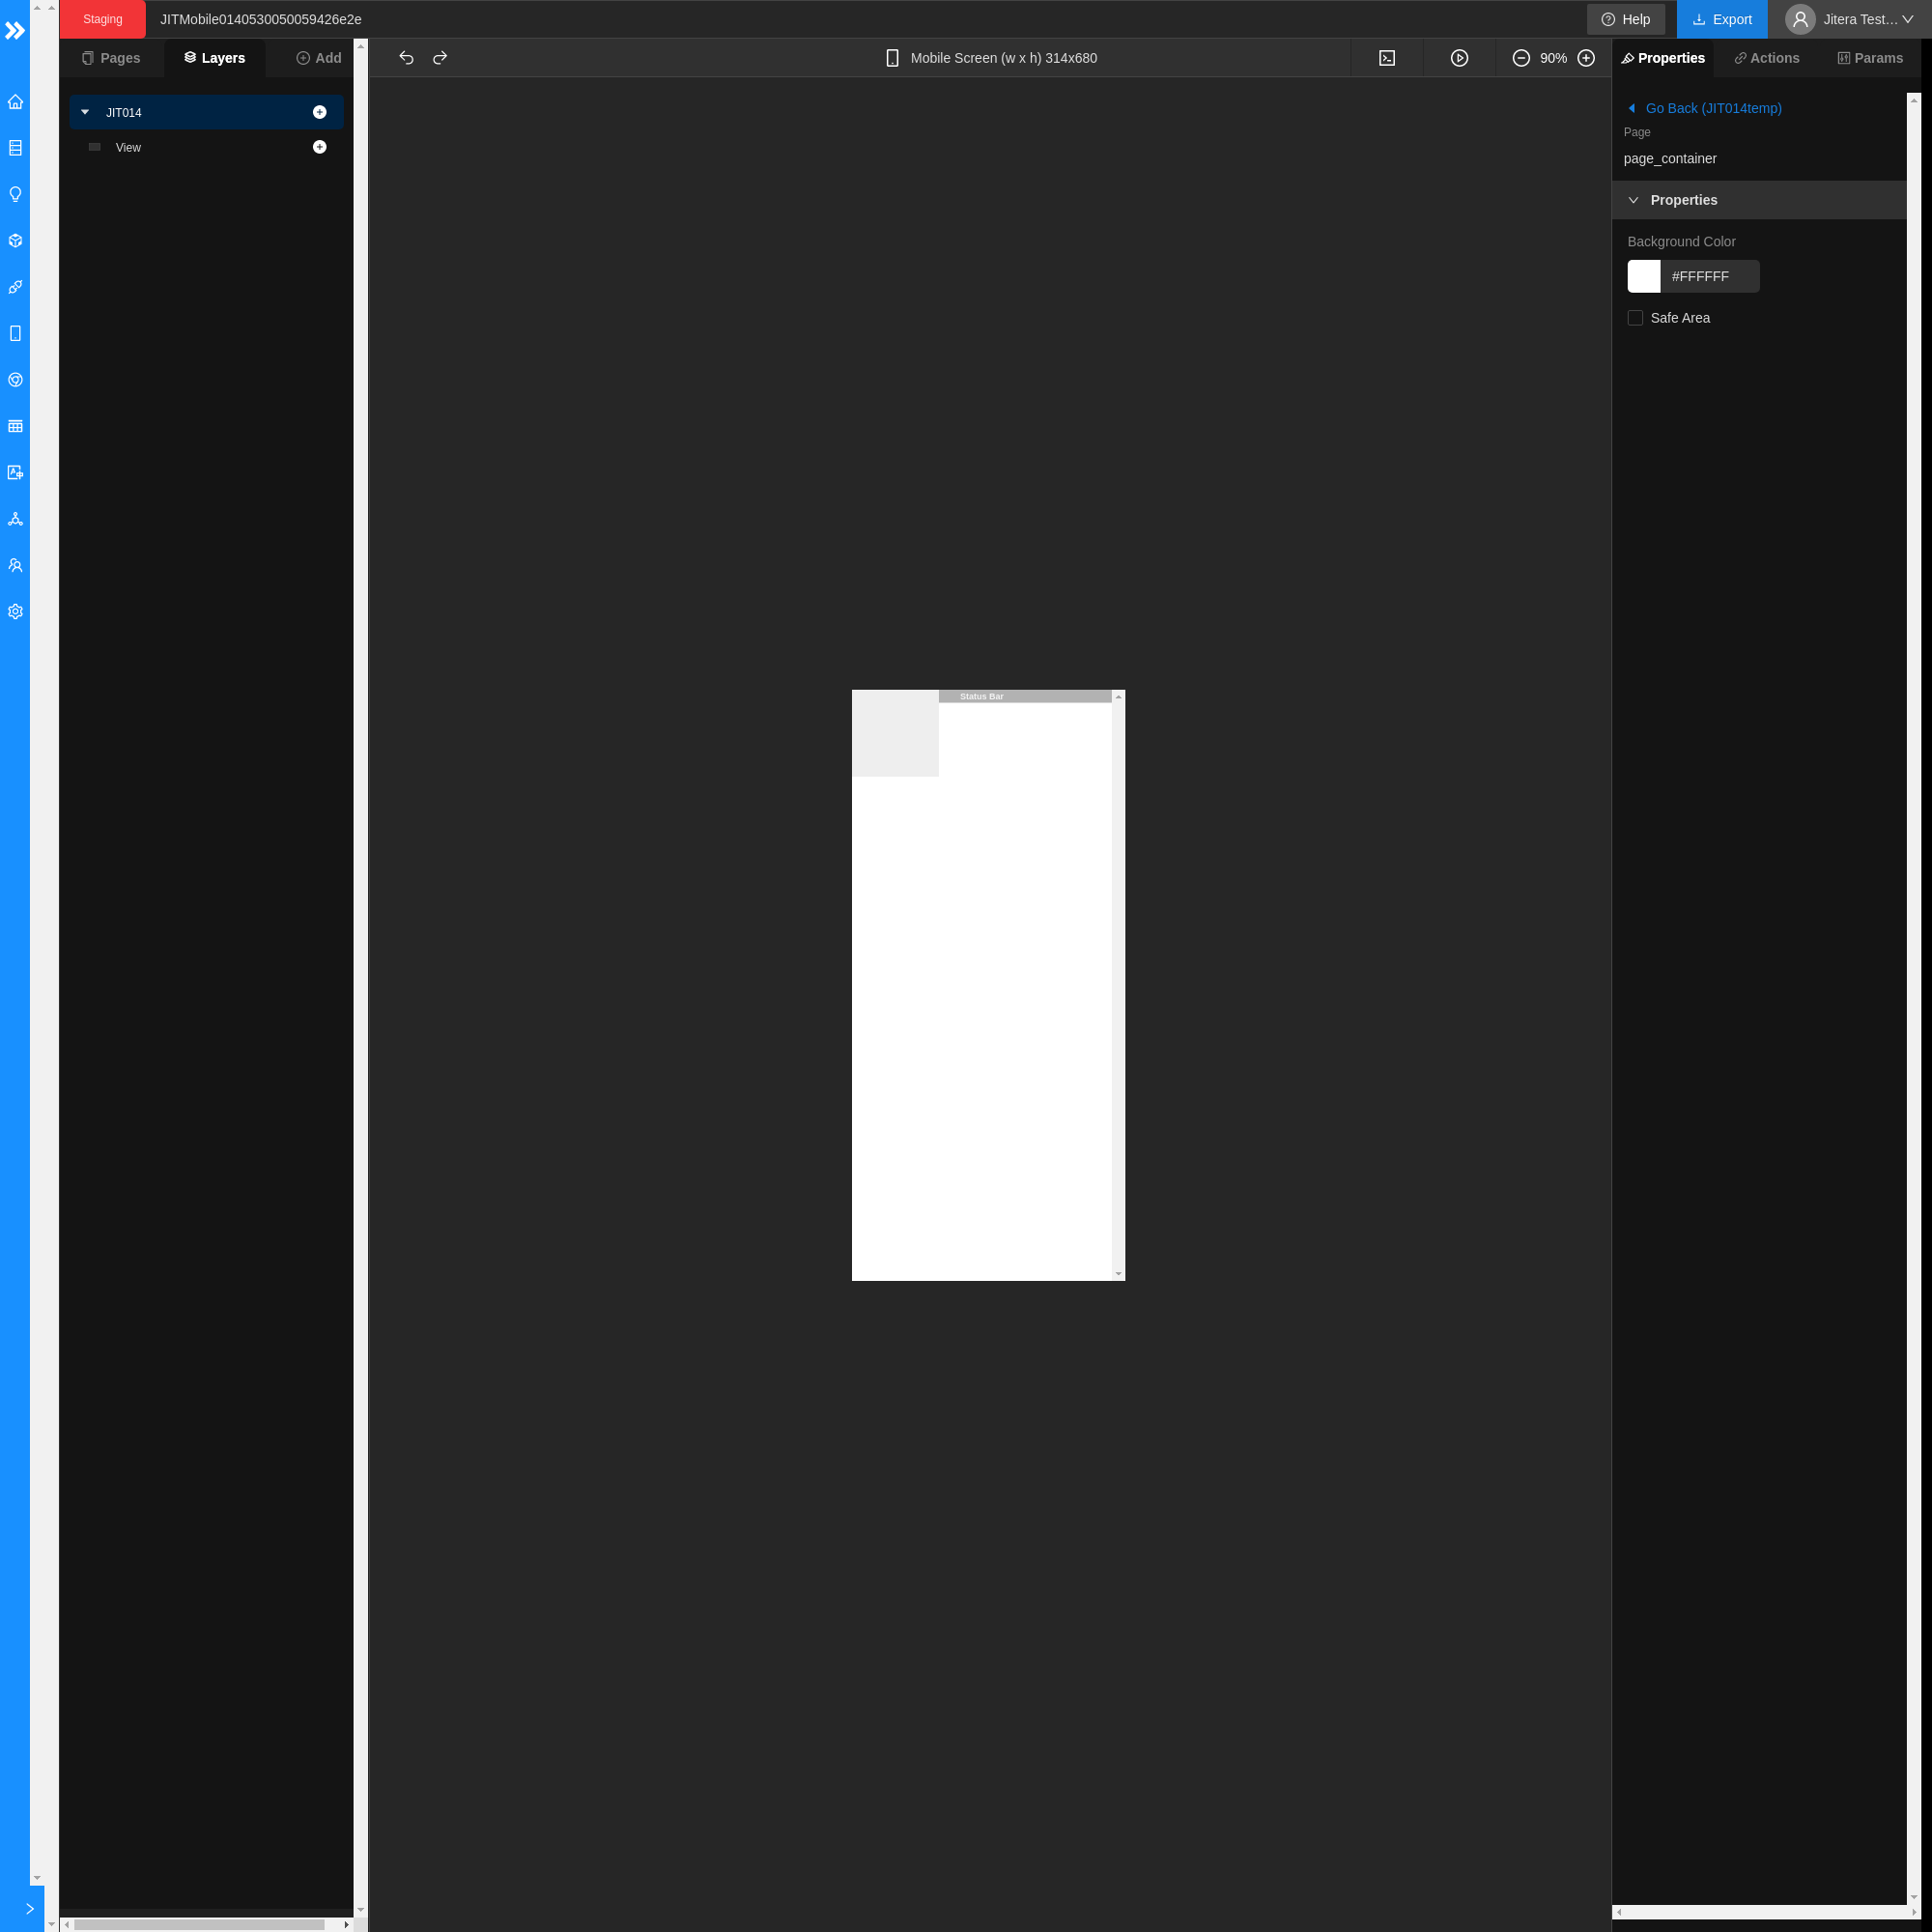 Staging
JITMobile0140530050059426e2e
Help
Export
Jitera Test...
Pages
Layers
Add
Mobile Screen (w x h) 314x680
90%
Properties
Actions
Params
JIT014
View
Go Back (JIT014temp)
Page
page_container
Properties
Background Color
#FFFFFF
Safe Area
Status Bar